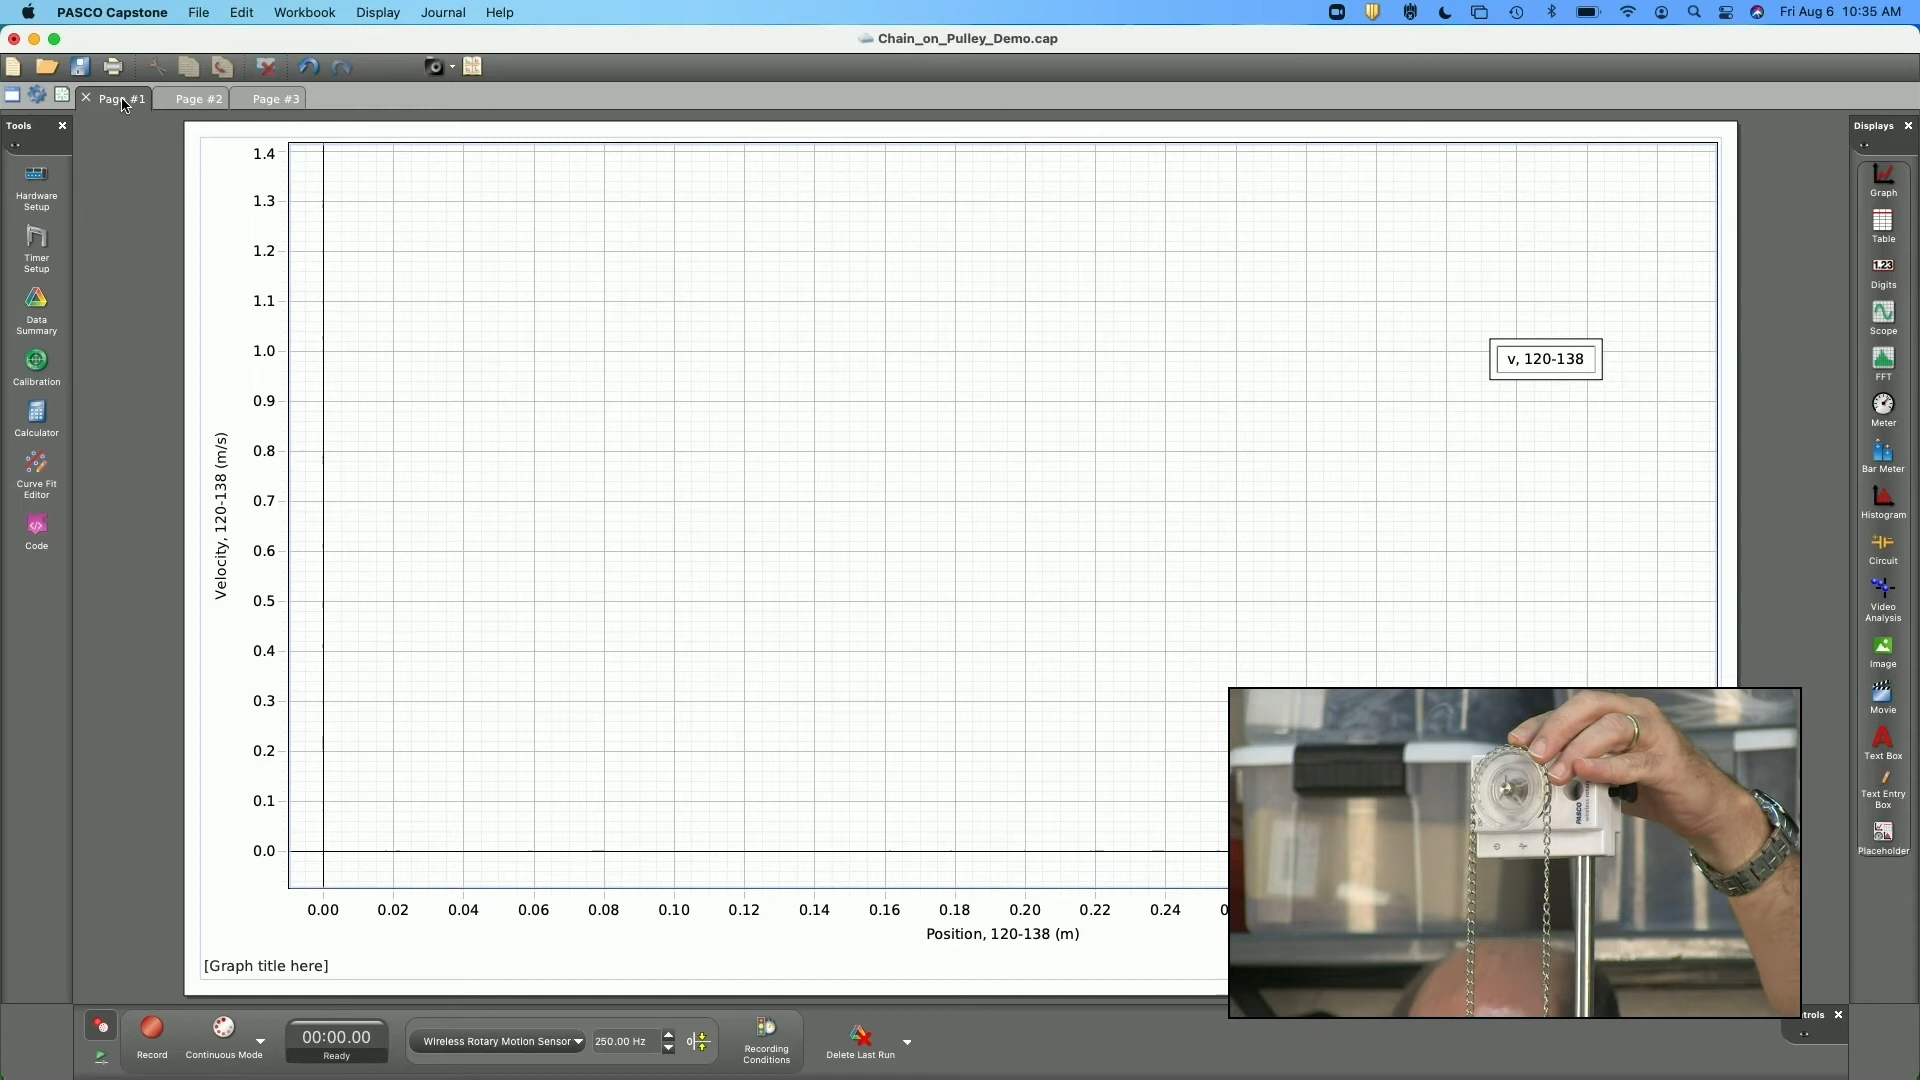 PASCO Capstone File Edit Workbook Display Journal Help Fri Aug 6 10:35 AM
Chain_on_Pulley_Demo.cap
Page #1 Page #2 Page #3
Tools
Hardware
Setup
Timer
Setup
Data
Summary
Calibration
Calculator
Curve Fit
Editor
Code
1.4
1.3
1.2
1.1
1.0
0.9
0.8
0.7
0.6
0.5
0.4
0.3
0.2
0.1
0.0
Velocity, 120-138 (m/s)
v, 120-138
0.00 0.02 0.04 0.06 0.08 0.10 0.12 0.14 0.16 0.18 0.20 0.22 0.24 0
Position, 120-138 (m)
[Graph title here]
PASCO
Displays
Graph
Table
1.23
Digits
Scope
FFT
Meter
Bar Meter
Histogram
Circuit
Video
Analysis
Image
Movie
Text Box
Text Entry
Box
Placeholder
Record
Continuous Mode
00:00.00
Ready
Wireless Rotary Motion Sensor
250.00 Hz
0
Recording
Conditions
Delete Last Run
trols